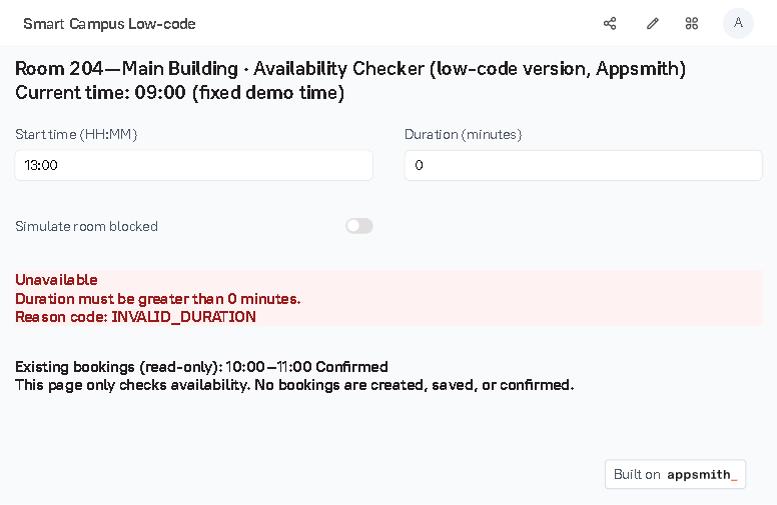 Smart Campus Low-code
A
Room 204—Main Building · Availability Checker (low-code version, Appsmith)
Current time: 09:00 (fixed demo time)
Start time (HH:MM)
Duration (minutes)
13:00
0
Simulate room blocked
Unavailable
Duration must be greater than 0 minutes.
Reason code: INVALID_DURATION
Existing bookings (read-only): 10:00–11:00 Confirmed
This page only checks availability. No bookings are created, saved, or confirmed.
Built on appsmith_